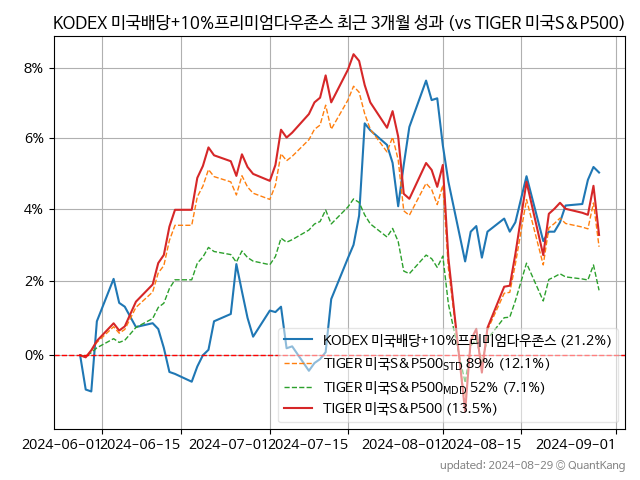 KODEX 미국배당+10%프리미엄다우존스 최근 3개월 성과 (vs TIGER 미국S&P500)
8%
6%
4%
2%
0%
KODEX 미국배당+10%프리미엄다우존스 (21.2%)
TIGER 미국S&P500STD 89% (12.1%)
TIGER 미국S&P500MDD 52% (7.1%)
TIGER 미국S&P500 (13.5%)
2024-06-01 2024-06-15 2024-07-01 2024-07-15 2024-08-01 2024-08-15 2024-09-01
updated: 2024-08-29 © QuantKang